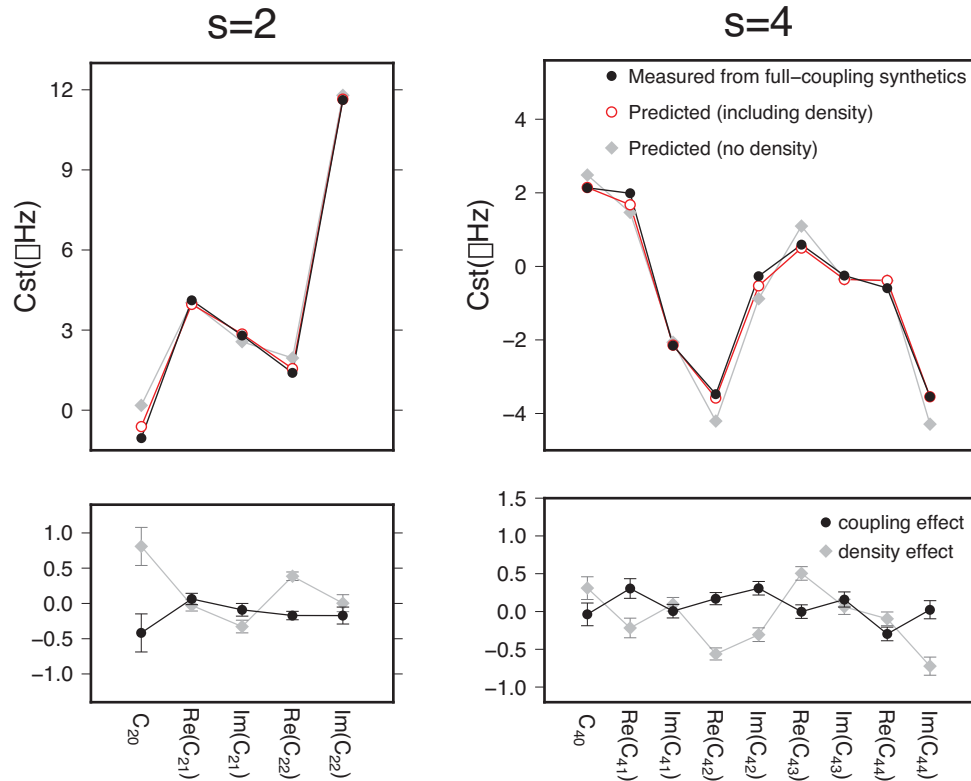 s=2
12
9
6
3
0
Cst(□Hz)
1.0
0.5
0.0
−0.5
−1.0
C20
Re(C21)
Im(C21)
Re(C22)
Im(C22)
s=4
Measured from full−coupling synthetics
Predicted (including density)
Predicted (no density)
4
2
0
−2
−4
Cst(□Hz)
1.5
1.0
0.5
0.0
−0.5
−1.0
coupling effect
density effect
C40
Re(C41)
Im(C41)
Re(C42)
Im(C42)
Re(C43)
Im(C43)
Re(C44)
Im(C44)